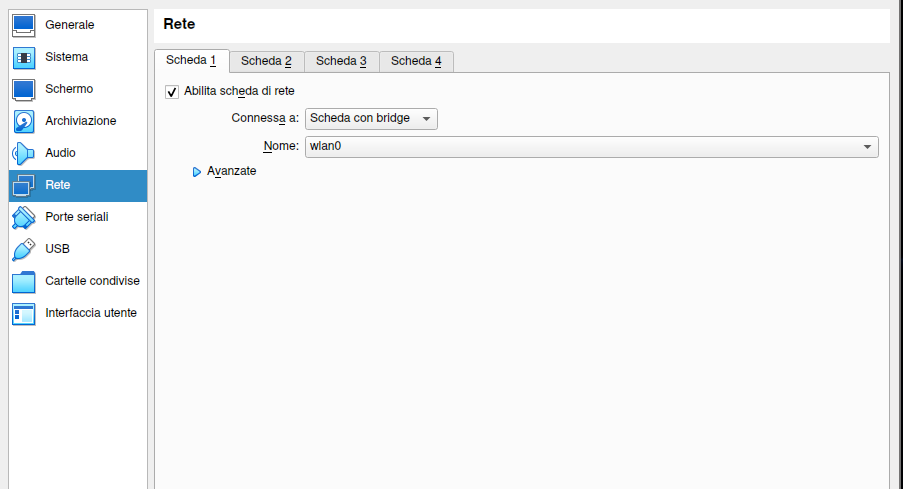 Generale
Sistema
Schermo
Archiviazione
Audio
Rete
Porte seriali
USB
Cartelle condivise
Interfaccia utente
Rete
Scheda 1 Scheda 2 Scheda 3 Scheda 4
Abilita scheda di rete
Connessa a: Scheda con bridge
Nome: wlan0
Avanzate